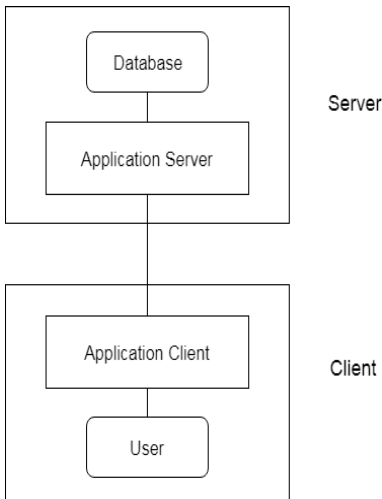 Database
Server
Application Server
Application Client
Client
User